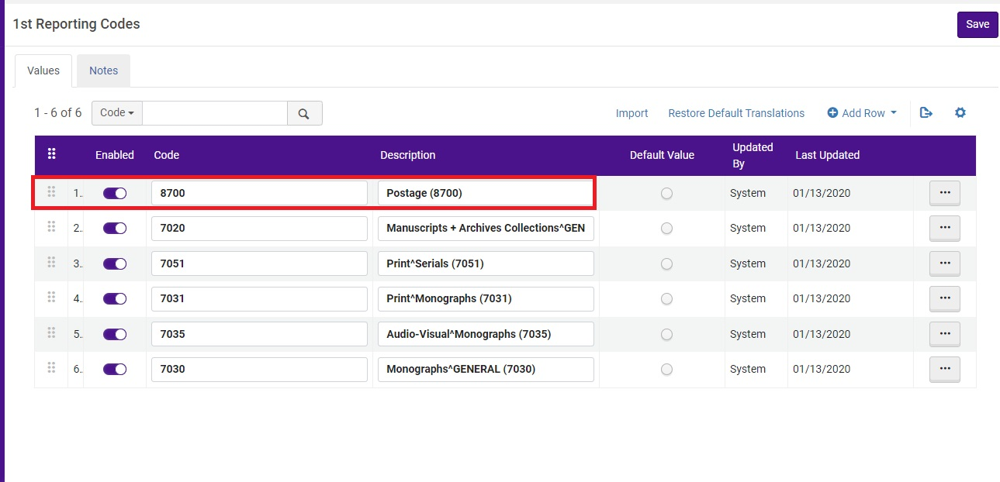 1st Reporting Codes
Save
Values Notes
1 - 6 of 6 Code Import Restore Default Translations Add Row
Enabled Code Description Default Value Updated By Last Updated
1.. 8700 Postage (8700) System 01/13/2020 ...
2.. 7020 Manuscripts + Archives Collections^GEN System 01/13/2020 ...
3.. 7051 Print^Serials (7051) System 01/13/2020 ...
4.. 7031 Print^Monographs (7031) System 01/13/2020 ...
5.. 7035 Audio-Visual^Monographs (7035) System 01/13/2020 ...
6.. 7030 Monographs^GENERAL (7030) System 01/13/2020 ...